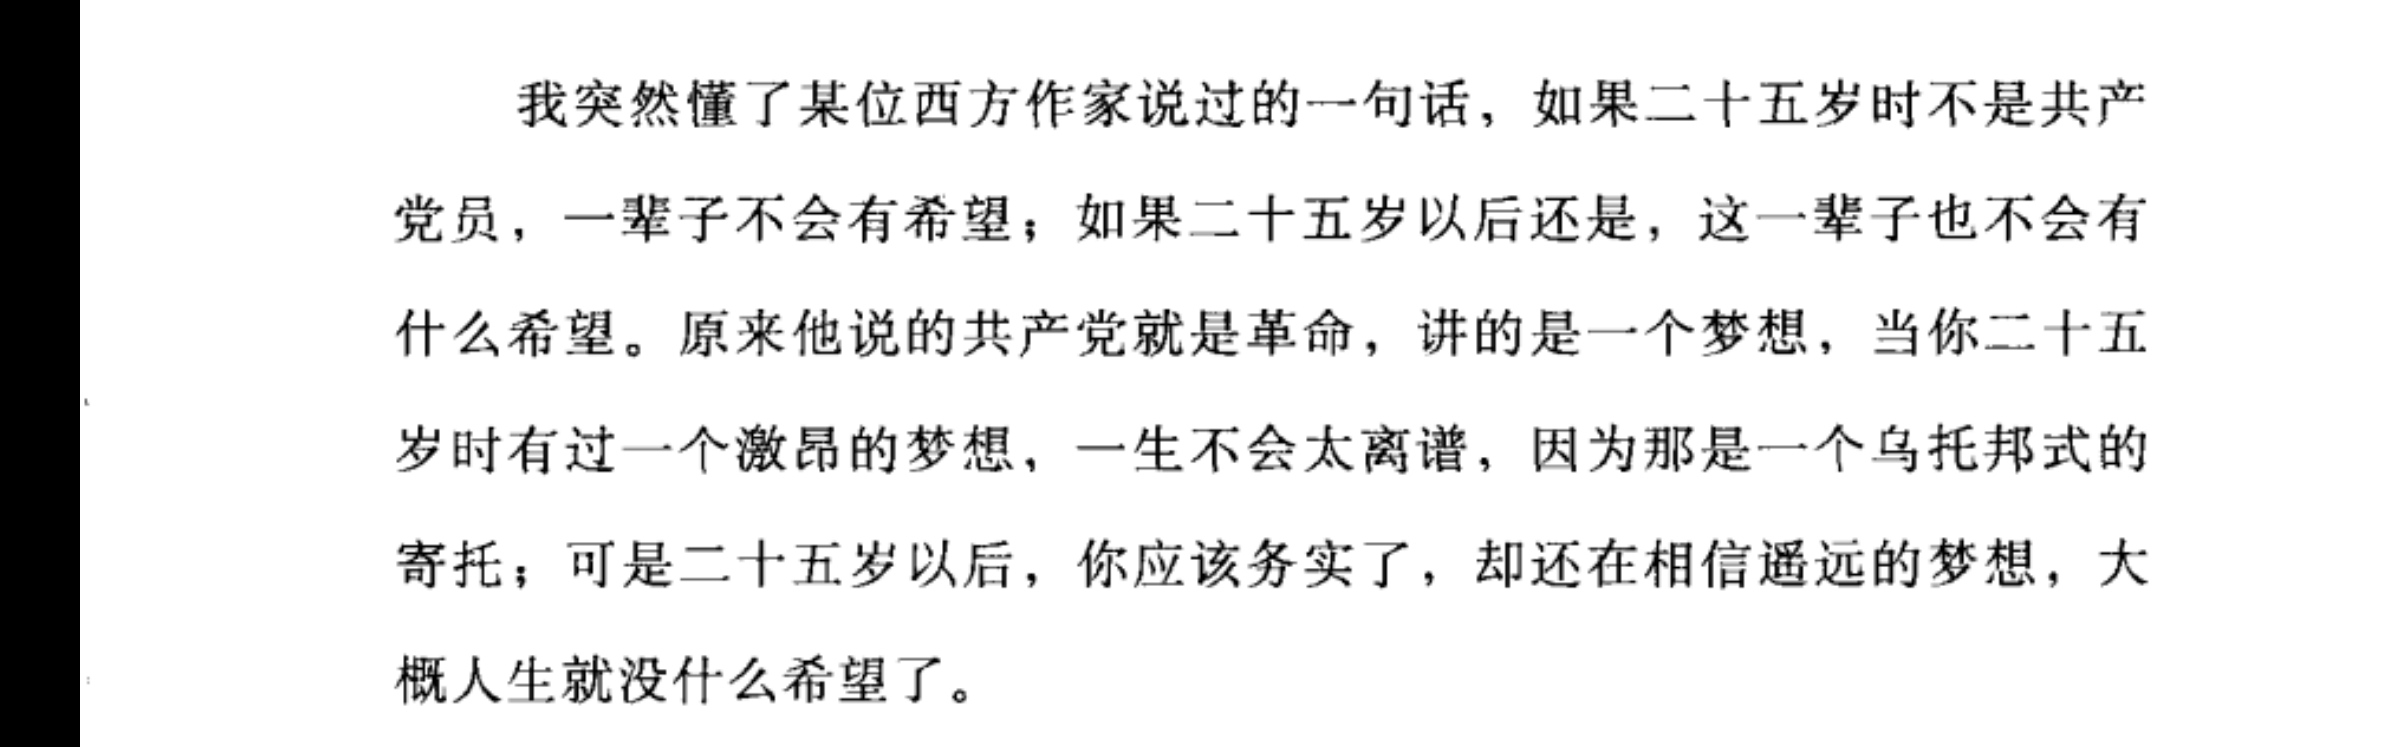 我突然懂了某位西方作家说过的一句话，如果二十五岁时不是共产
党员，一辈子不会有希望；如果二十五岁以后还是，这一辈子也不会有
什么希望。原来他说的共产党就是革命，讲的是一个梦想，当你二十五
岁时有过一个激昂的梦想，一生不会太离谱，因为那是一个乌托邦式的
寄托；可是二十五岁以后，你应该务实了，却还在相信遥远的梦想，大
概人生就没什么希望了。